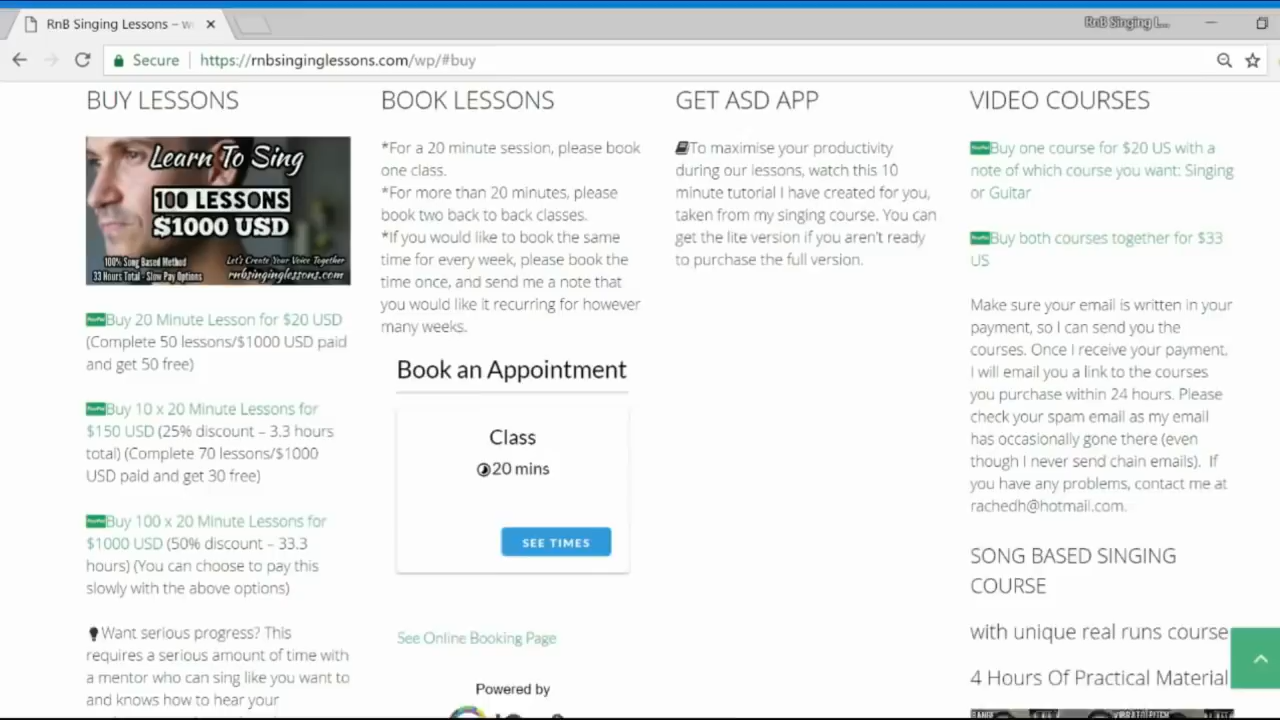 RnB Singing Lessons – w
RnB Singing L...
Secure
https://rnbsinginglessons.com/wp/#buy
BUY LESSONS
Learn To Sing
100 LESSONS
$1000 USD
100% Song Based Method
33 Hours Total - Slow Pay Options
Let's Create Your Voice Together
rnbsinginglessons.com
Buy 20 Minute Lesson for $20 USD
(Complete 50 lessons/$1000 USD paid
and get 50 free)
Buy 10 x 20 Minute Lessons for
$150 USD (25% discount – 3.3 hours
total) (Complete 70 lessons/$1000
USD paid and get 30 free)
Buy 100 x 20 Minute Lessons for
$1000 USD (50% discount – 33.3
hours) (You can choose to pay this
slowly with the above options)
Want serious progress? This
requires a serious amount of time with
a mentor who can sing like you want to
and knows how to hear your
BOOK LESSONS
*For a 20 minute session, please book
one class.
*For more than 20 minutes, please
book two back to back classes.
*If you would like to book the same
time for every week, please book the
time once, and send me a note that
you would like it recurring for however
many weeks.
Book an Appointment
Class
20 mins
SEE TIMES
See Online Booking Page
Powered by
GET ASD APP
To maximise your productivity
during our lessons, watch this 10
minute tutorial I have created for you,
taken from my singing course. You can
get the lite version if you aren't ready
to purchase the full version.
VIDEO COURSES
Buy one course for $20 US with a
note of which course you want: Singing
or Guitar
Buy both courses together for $33
US
Make sure your email is written in your
payment, so I can send you the
courses. Once I receive your payment,
I will email you a link to the courses
you purchase within 24 hours. Please
check your spam email as my email
has occasionally gone there (even
though I never send chain emails). If
you have any problems, contact me at
rachedh@hotmail.com.
SONG BASED SINGING
COURSE
with unique real runs course
4 Hours Of Practical Material